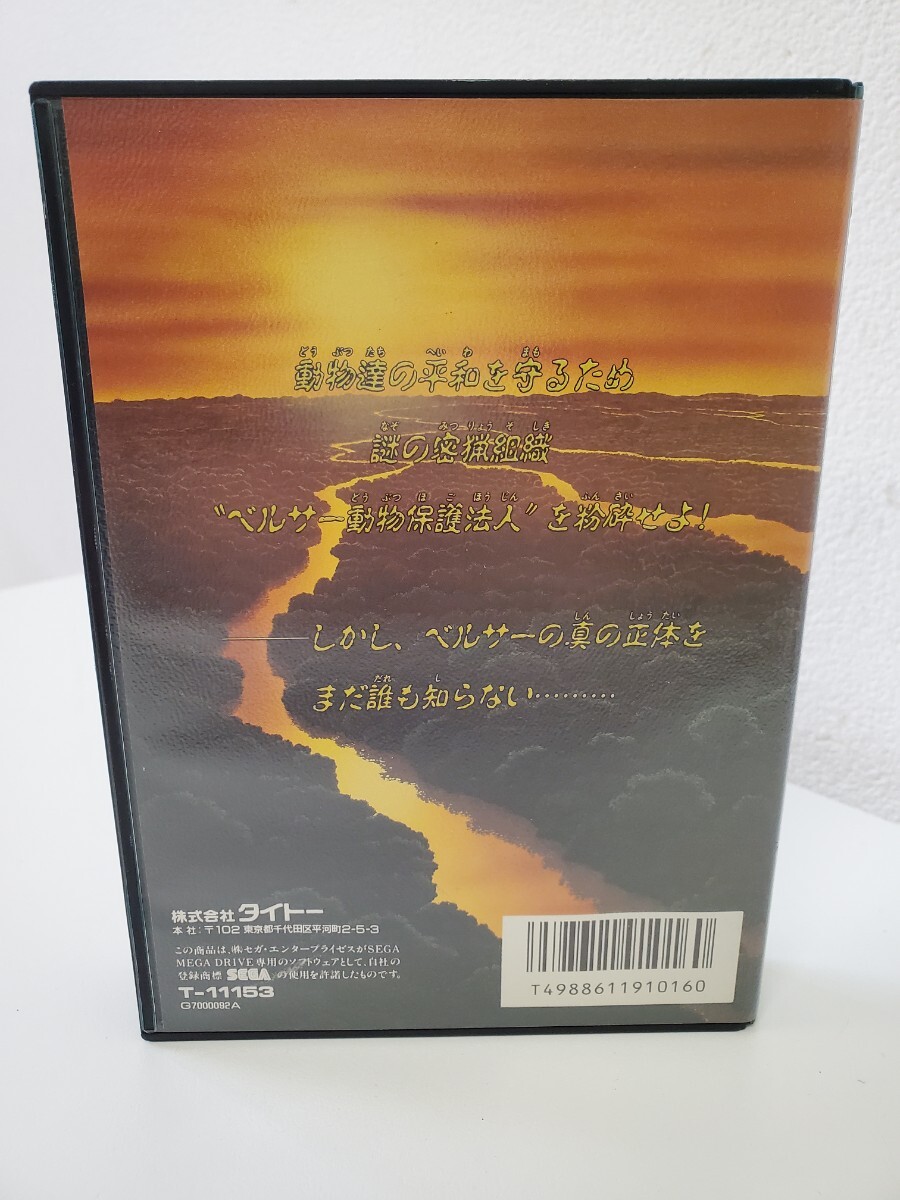 動物達の平和を守るため
謎の密猟組織
“ベルサー動物保護法人”を粉砕せよ！
——しかし、ベルサーの真の正体を
まだ誰も知らない………
株式会社 タイトー
本社:〒102 東京都千代田区平河町2-5-3
この商品は、㈱セガ・エンタープライゼスがSEGA
MEGA DRIVE専用のソフトウェアとして、自社の
登録商標 SEGA の使用を許諾したものです。
T-11153
G7000092A
T4988611910160